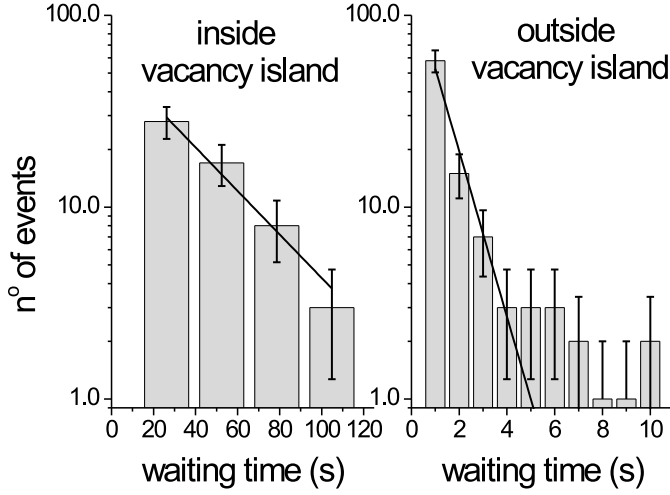 100.0
10.0
1.0
nº of events
inside
vacancy island
0 20 40 60 80 100 120
waiting time (s)
100.0
10.0
1.0
outside
vacancy island
0 2 4 6 8 10
waiting time (s)